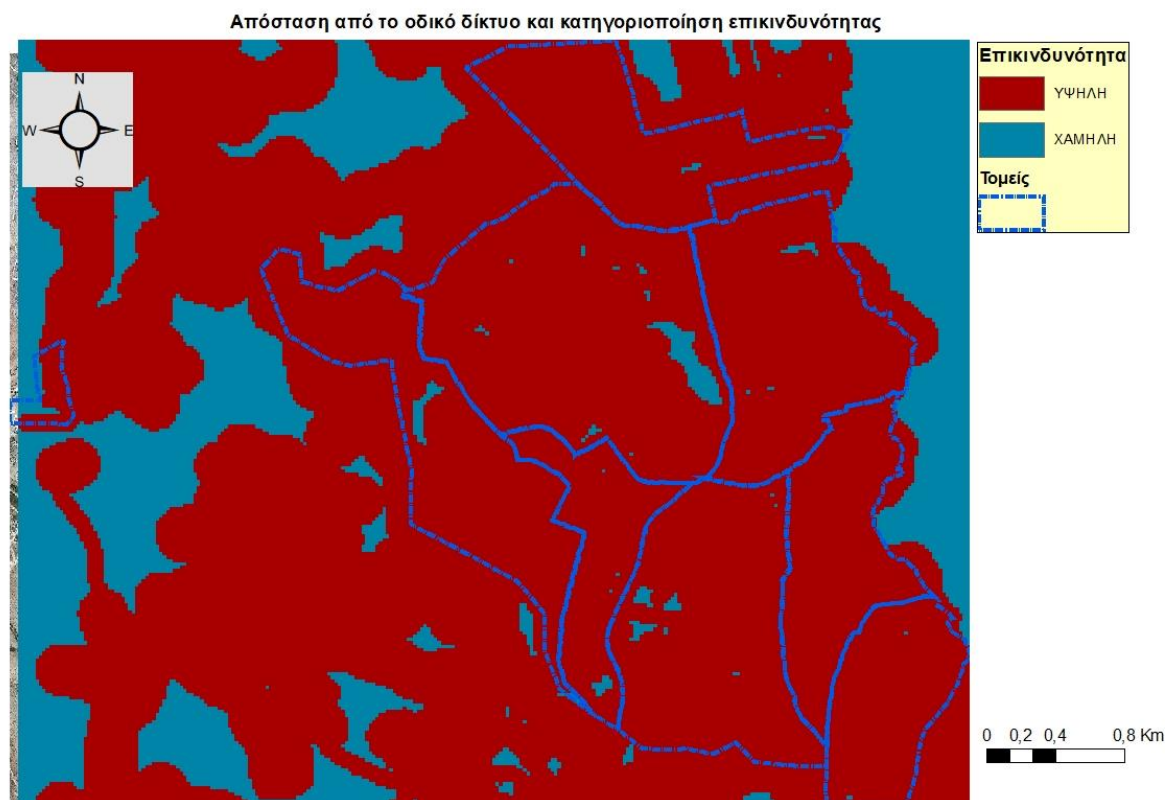 Απόσταση από το οδικό δίκτυο και κατηγοριοποίηση επικινδυνότητας
N
W E
S
Επικινδυνότητα
ΥΨΗΛΗ
ΧΑΜΗΛΗ
Τομείς
0 0,2 0,4 0,8 Km